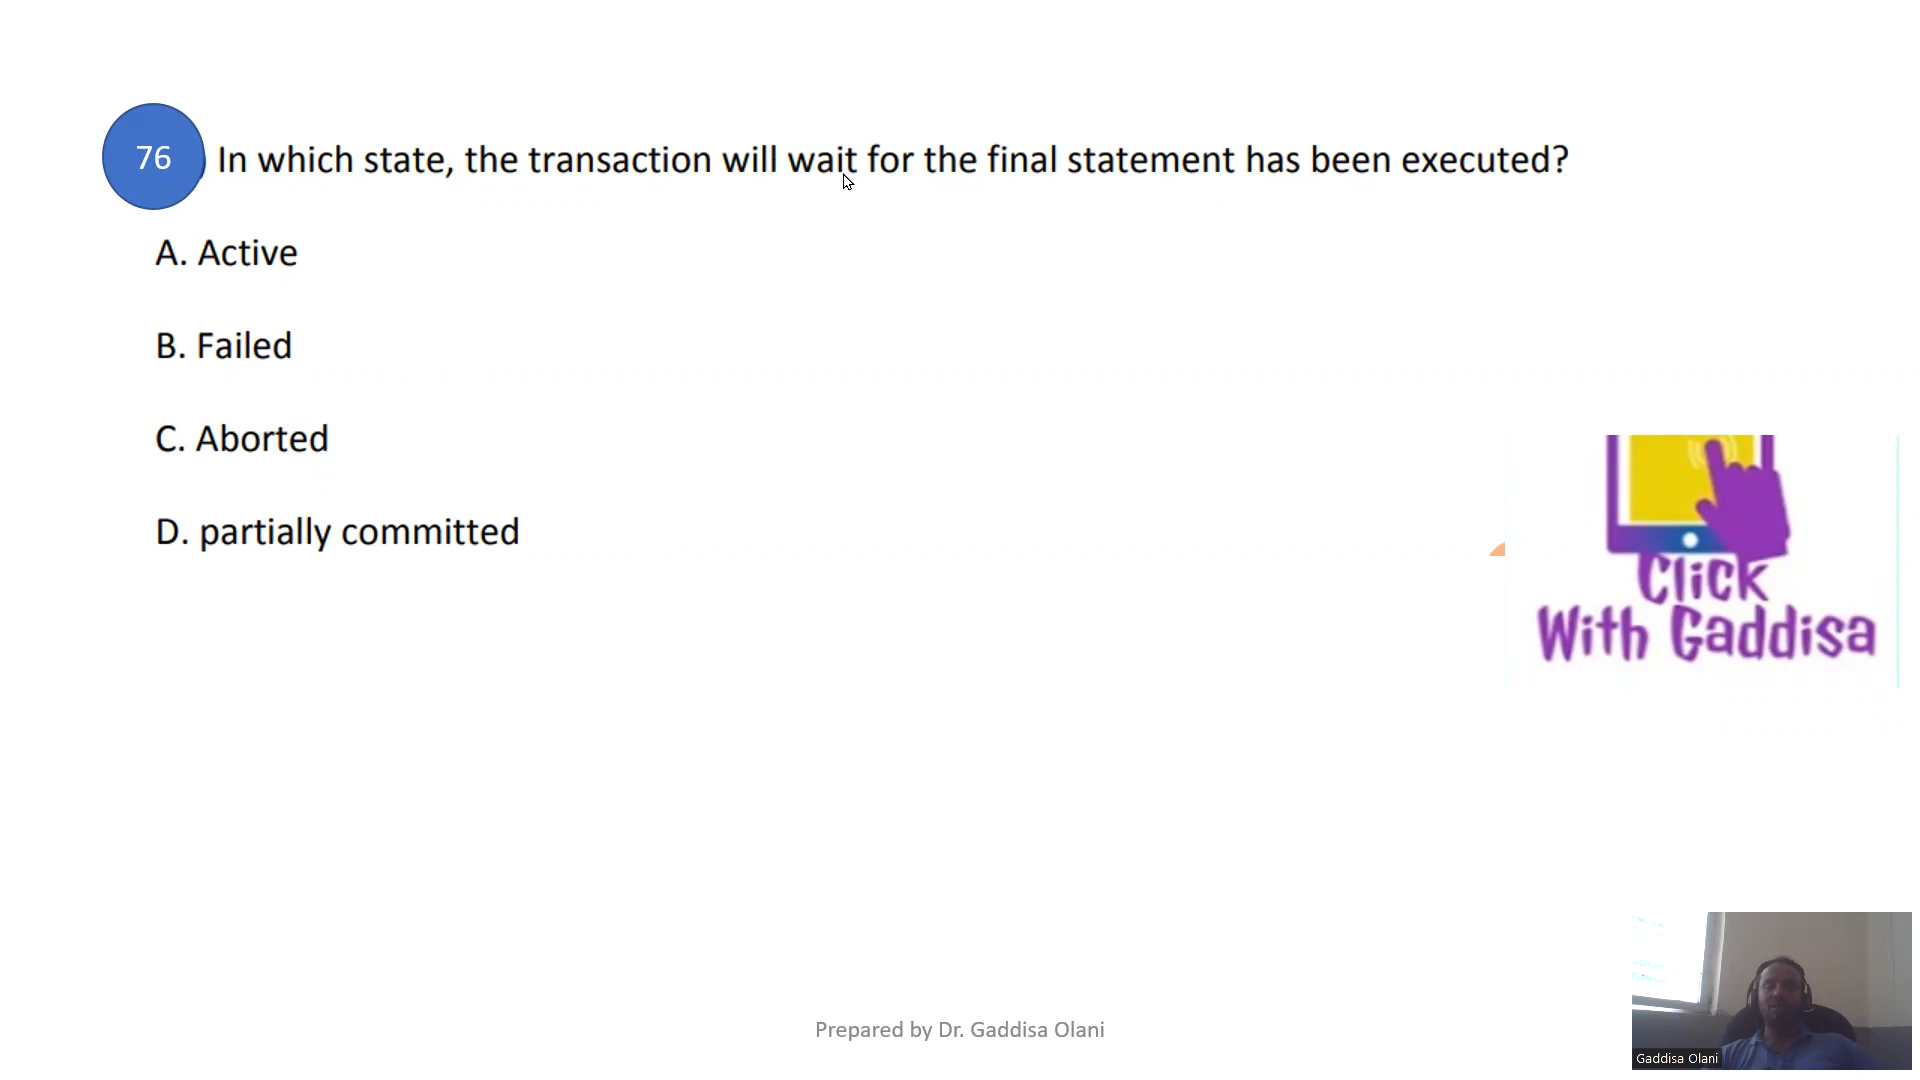 76 In which state, the transaction will wait for the final statement has been executed?
A. Active
B. Failed
C. Aborted
D. partially committed
Click
With Gaddisa
Prepared by Dr. Gaddisa Olani
Gaddisa Olani